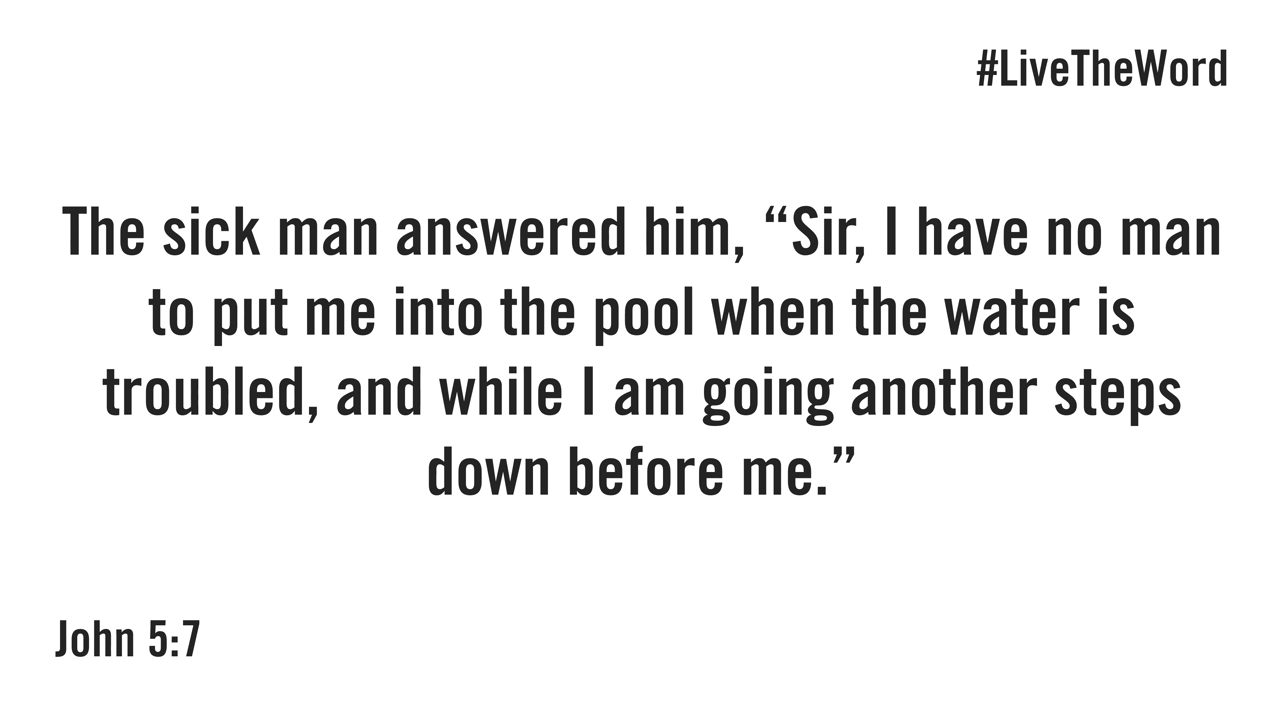 #LiveTheWord
The sick man answered him, “Sir, I have no man
to put me into the pool when the water is
troubled, and while I am going another steps
down before me.”
John 5:7